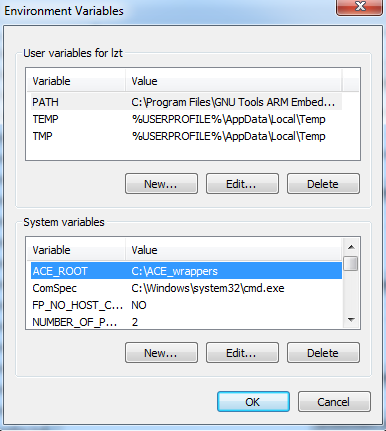 Environment Variables
User variables for lzt
Variable Value
PATH C:\Program Files\GNU Tools ARM Embed...
TEMP %USERPROFILE%\AppData\Local\Temp
TMP %USERPROFILE%\AppData\Local\Temp
New... Edit... Delete
System variables
Variable Value
ACE_ROOT C:\ACE_wrappers
ComSpec C:\Windows\system32\cmd.exe
FP_NO_HOST_C... NO
NUMBER_OF_P... 2
New... Edit... Delete
OK Cancel